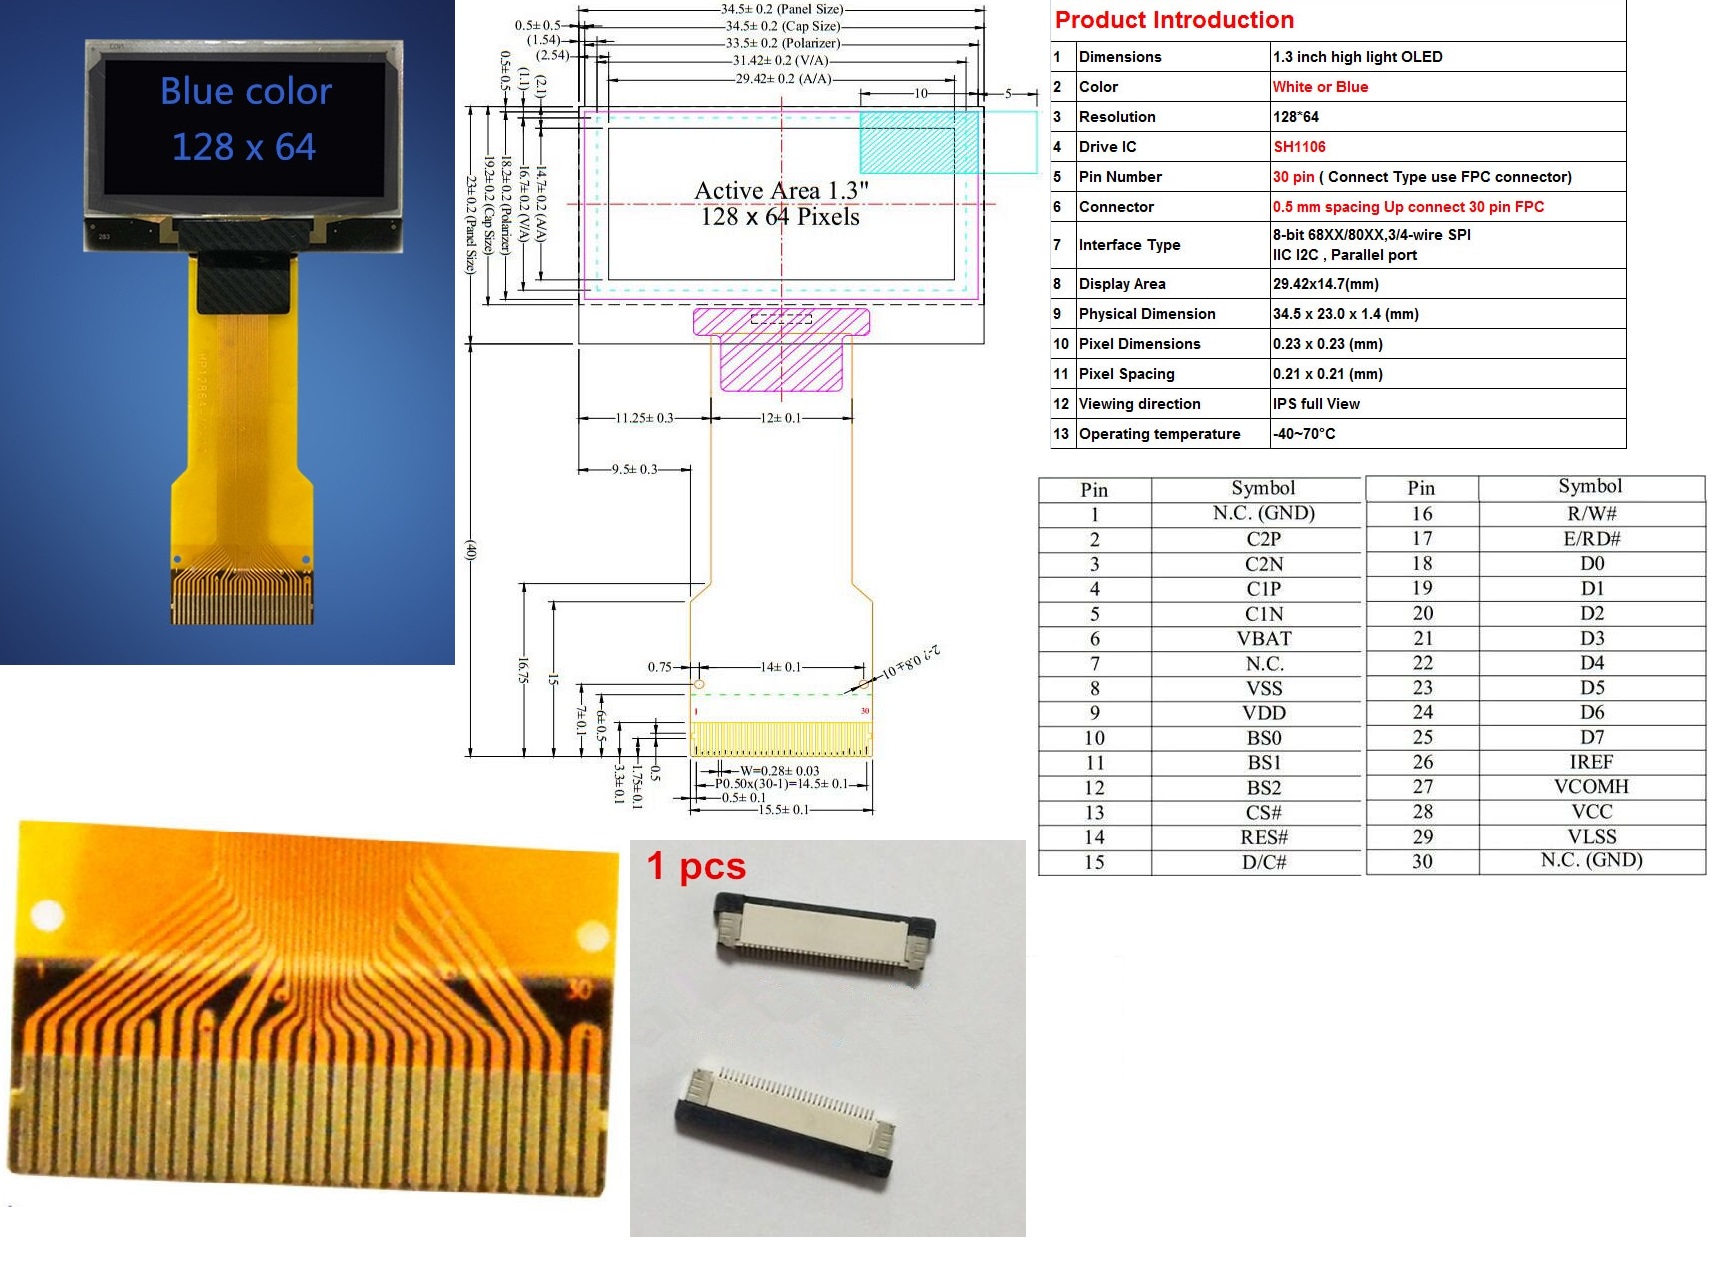 Blue color
128 x 64
283
34.5± 0.2 (Panel Size)
34.5± 0.2 (Cap Size)
33.5± 0.2 (Polarizer)
31.42± 0.2 (V/A)
29.42± 0.2 (A/A)
0.5± 0.5
(1.54)
(2.54)
0.5± 0.5
(1.1)
(2.1)
10
5
23± 0.2 (Panel Size)
19.2± 0.2 (Cap Size)
18.2± 0.2 (Polarizer)
16.7± 0.2 (V/A)
14.7± 0.2 (A/A)
Active Area 1.3"
128 x 64 Pixels
11.25± 0.3
12± 0.1
9.5± 0.3
(40)
16.75
15
0.75
14± 0.1
2-?.0.8±0.1
7± 0.1
6± 0.5
1
30
3.3± 0.1
1.75± 0.1
0.5
W=0.28± 0.03
P0.50x(30-1)=14.5± 0.1
0.5± 0.1
15.5± 0.1
Product Introduction
1 Dimensions 1.3 inch high light OLED
2 Color White or Blue
3 Resolution 128*64
4 Drive IC SH1106
5 Pin Number 30 pin ( Connect Type use FPC connector)
6 Connector 0.5 mm spacing Up connect 30 pin FPC
7 Interface Type 8-bit 68XX/80XX,3/4-wire SPI
IIC I2C , Parallel port
8 Display Area 29.42x14.7(mm)
9 Physical Dimension 34.5 x 23.0 x 1.4 (mm)
10 Pixel Dimensions 0.23 x 0.23 (mm)
11 Pixel Spacing 0.21 x 0.21 (mm)
12 Viewing direction IPS full View
13 Operating temperature -40~70°C
Pin Symbol Pin Symbol
1 N.C. (GND) 16 R/W#
2 C2P 17 E/RD#
3 C2N 18 D0
4 C1P 19 D1
5 C1N 20 D2
6 VBAT 21 D3
7 N.C. 22 D4
8 VSS 23 D5
9 VDD 24 D6
10 BS0 25 D7
11 BS1 26 IREF
12 BS2 27 VCOMH
13 CS# 28 VCC
14 RES# 29 VLSS
15 D/C# 30 N.C. (GND)
1
30
1 pcs